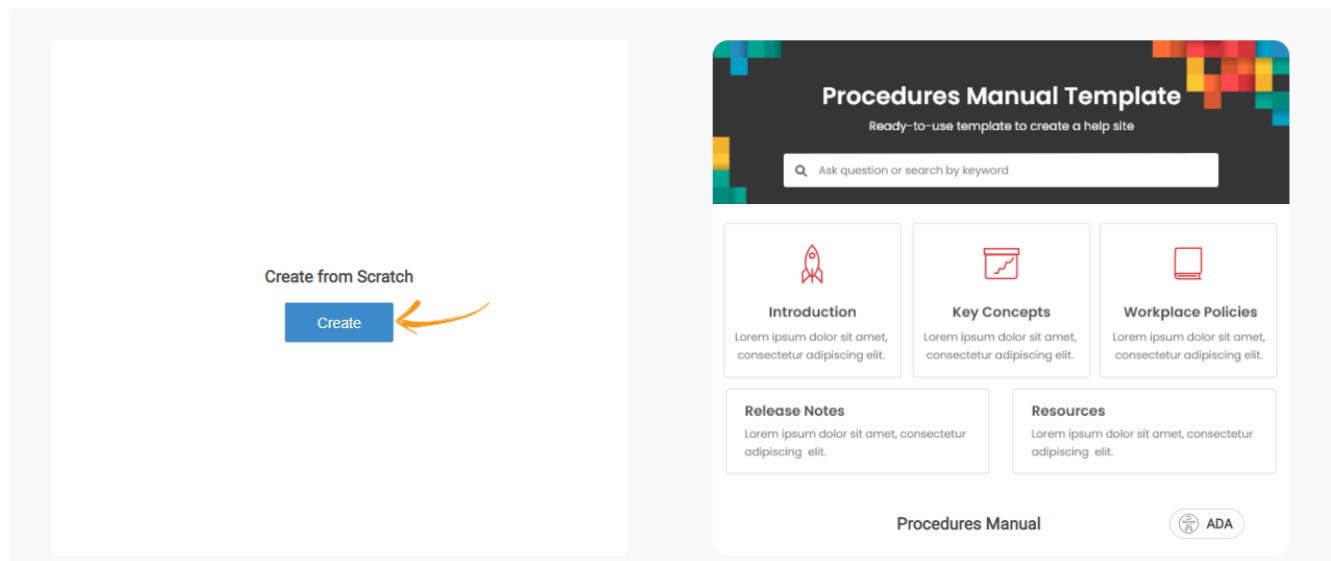 Create from Scratch
Create
Procedures Manual Template
Ready-to-use template to create a help site
Ask question or search by keyword
Introduction
Lorem ipsum dolor sit amet,
consectetur adipiscing elit.
Key Concepts
Lorem ipsum dolor sit amet,
consectetur adipiscing elit.
Workplace Policies
Lorem ipsum dolor sit amet,
consectetur adipiscing elit.
Release Notes
Lorem ipsum dolor sit amet, consectetur
adipiscing elit.
Resources
Lorem ipsum dolor sit amet, consectetur
adipiscing elit.
Procedures Manual
ADA